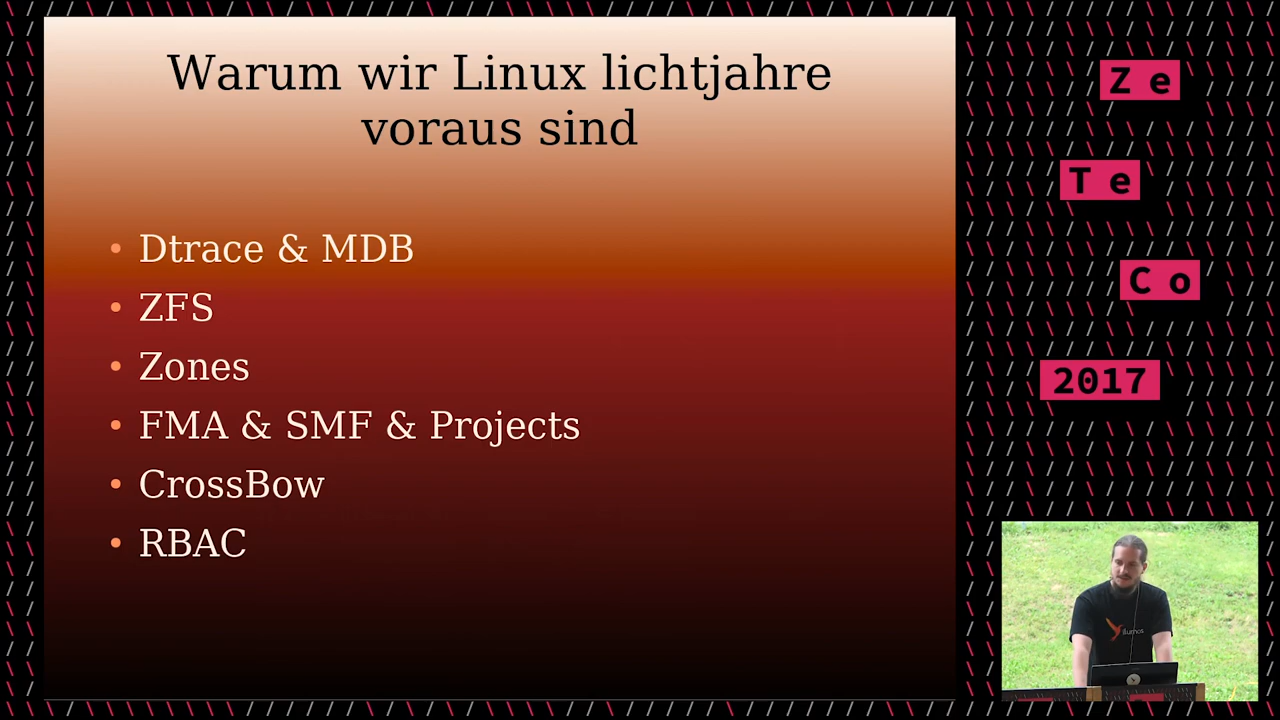 Warum wir Linux lichtjahre
voraus sind
• Dtrace & MDB
• ZFS
• Zones
• FMA & SMF & Projects
• CrossBow
• RBAC
Ze
Te
Co
2017
illumos